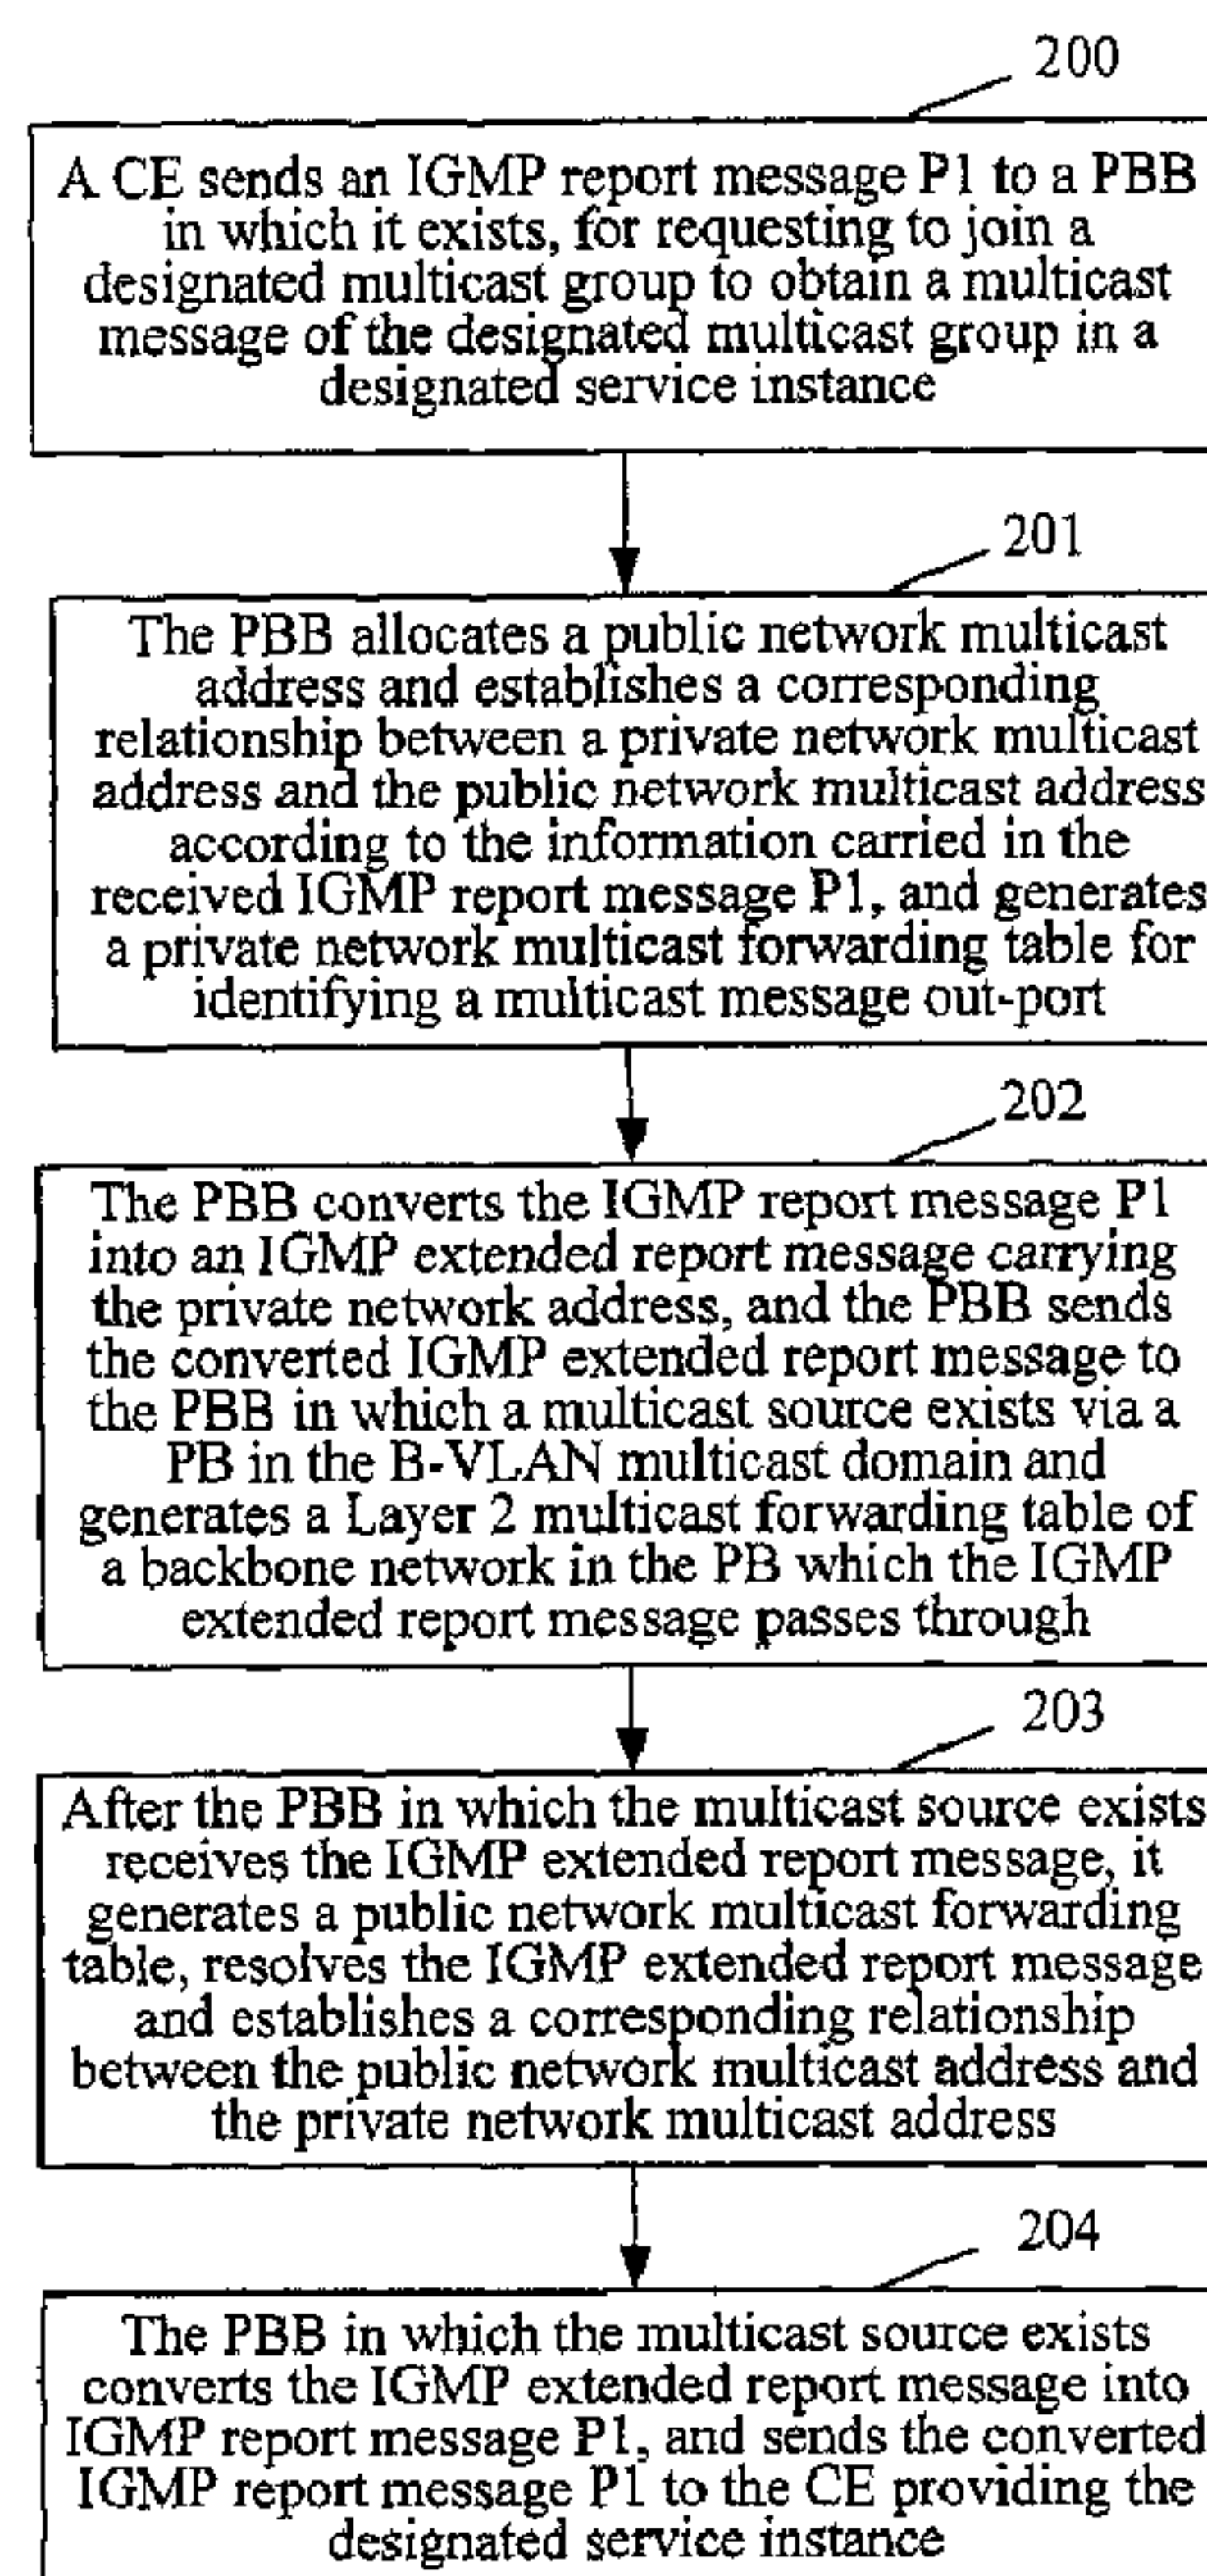 200
A CE sends an IGMP report message P1 to a PBB
in which it exists, for requesting to join a
designated multicast group to obtain a multicast
message of the designated multicast group in a
designated service instance
201
The PBB allocates a public network multicast
address and establishes a corresponding
relationship between a private network multicast
address and the public network multicast address
according to the information carried in the
received IGMP report message P1, and generates
a private network multicast forwarding table for
identifying a multicast message out-port
202
The PBB converts the IGMP report message P1
into an IGMP extended report message carrying
the private network address, and the PBB sends
the converted IGMP extended report message to
the PBB in which a multicast source exists via a
PB in the B-VLAN multicast domain and
generates a Layer 2 multicast forwarding table of
a backbone network in the PB which the IGMP
extended report message passes through
203
After the PBB in which the multicast source exists
receives the IGMP extended report message, it
generates a public network multicast forwarding
table, resolves the IGMP extended report message
and establishes a corresponding relationship
between the public network multicast address and
the private network multicast address
204
The PBB in which the multicast source exists
converts the IGMP extended report message into
IGMP report message P1, and sends the converted
IGMP report message P1 to the CE providing the
designated service instance